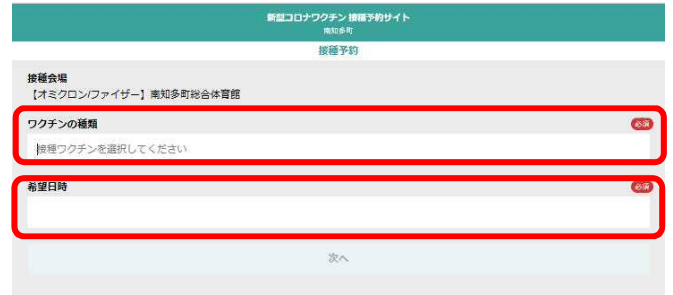 新型コロナワクチン 接種予約サイト
南知多町
接種予約
接種会場
【オミクロン/ファイザー】南知多町総合体育館
ワクチンの種類 必須
接種ワクチンを選択してください
希望日時 必須
次へ